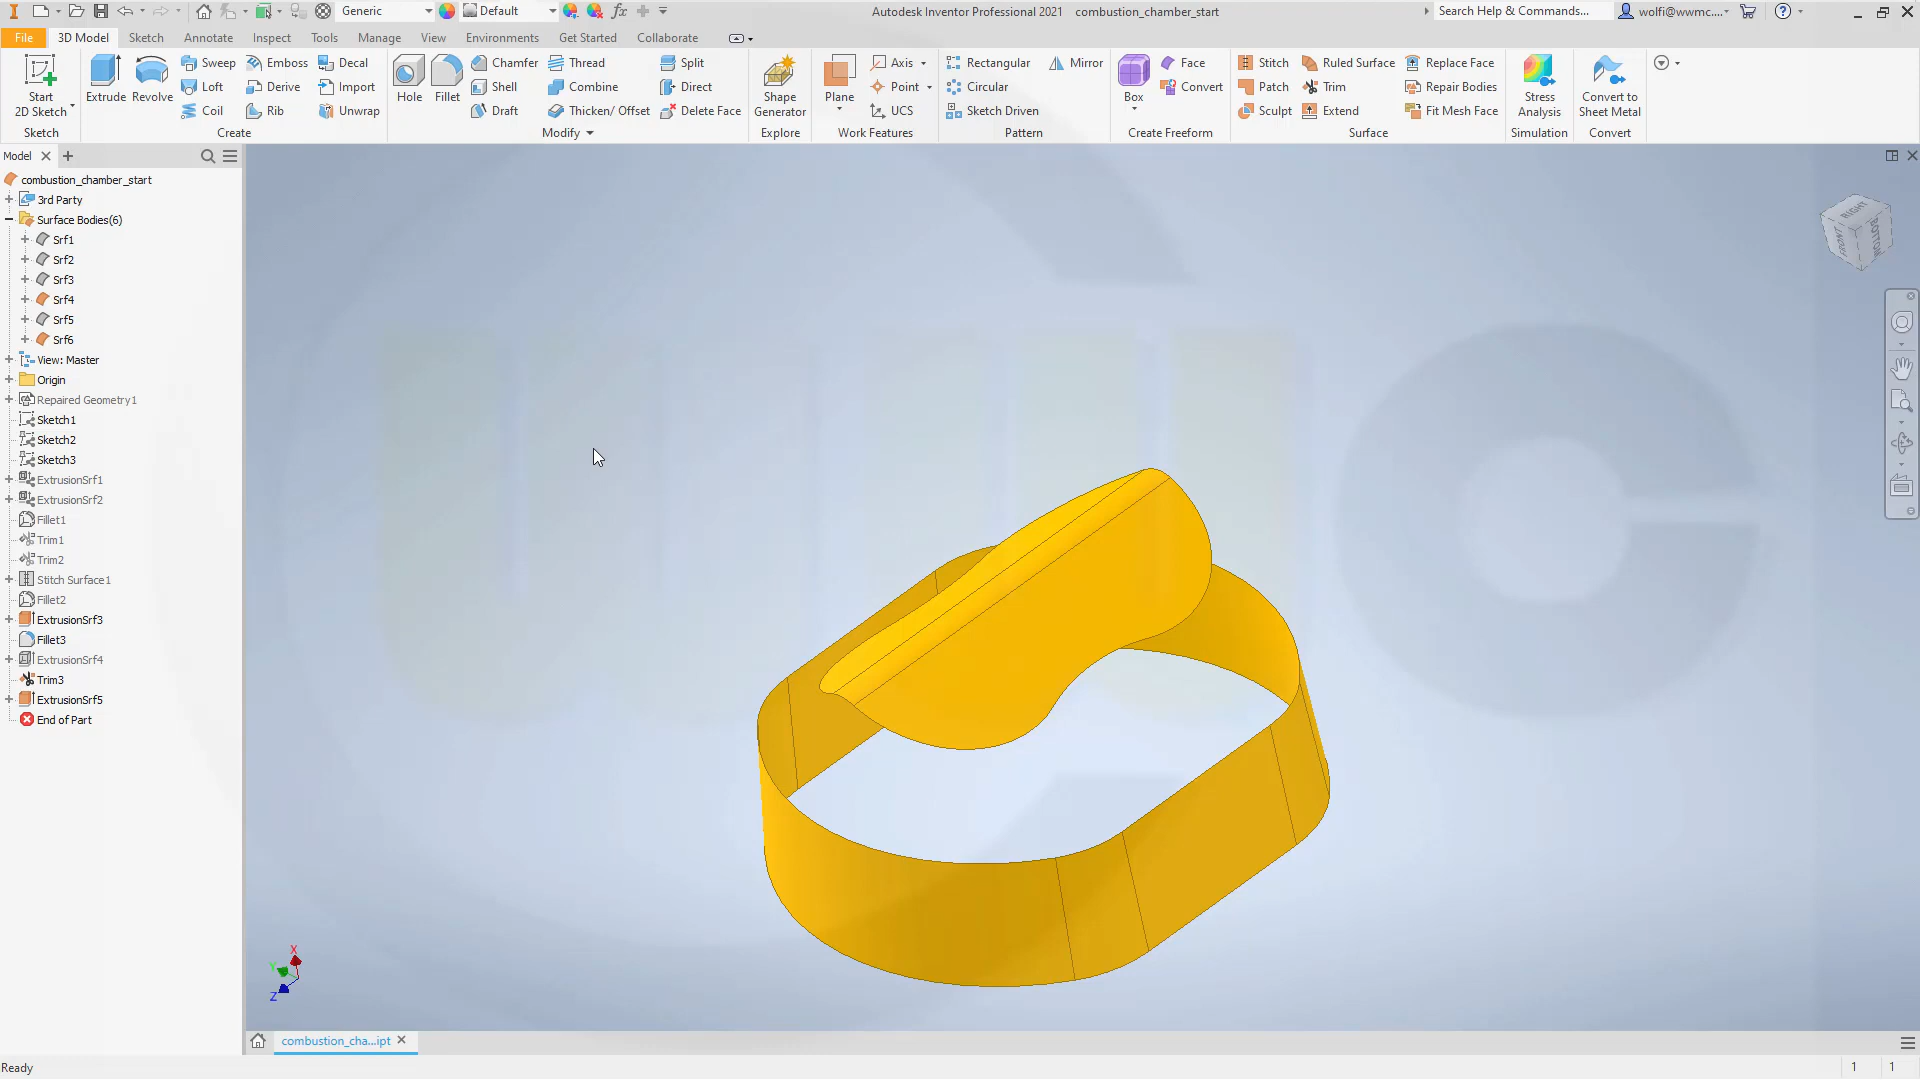 Generic
Default
fx
Autodesk Inventor Professional 2021 combustion_chamber_start
Search Help & Commands...
wolfi@wwmc....
File
3D Model
Sketch
Annotate
Inspect
Tools
Manage
View
Environments
Get Started
Collaborate
Start
2D Sketch
Sketch
Extrude
Revolve
Sweep
Loft
Coil
Emboss
Derive
Rib
Decal
Import
Unwrap
Create
Hole
Fillet
Chamfer
Shell
Draft
Thread
Combine
Thicken/ Offset
Split
Direct
Delete Face
Modify
Shape
Generator
Explore
Plane
Axis
Point
UCS
Work Features
Rectangular
Circular
Sketch Driven
Mirror
Pattern
Box
Face
Convert
Create Freeform
Stitch
Patch
Sculpt
Ruled Surface
Trim
Extend
Replace Face
Repair Bodies
Fit Mesh Face
Surface
Stress
Analysis
Simulation
Convert to
Sheet Metal
Convert
Model
combustion_chamber_start
3rd Party
Surface Bodies(6)
Srf1
Srf2
Srf3
Srf4
Srf5
Srf6
View: Master
Origin
Repaired Geometry1
Sketch1
Sketch2
Sketch3
ExtrusionSrf1
ExtrusionSrf2
Fillet1
Trim1
Trim2
Stitch Surface1
Fillet2
ExtrusionSrf3
Fillet3
ExtrusionSrf4
Trim3
ExtrusionSrf5
End of Part
RIGHT
FRONT
BOTTOM
X
Y
Z
combustion_cha...ipt
Ready
1
1